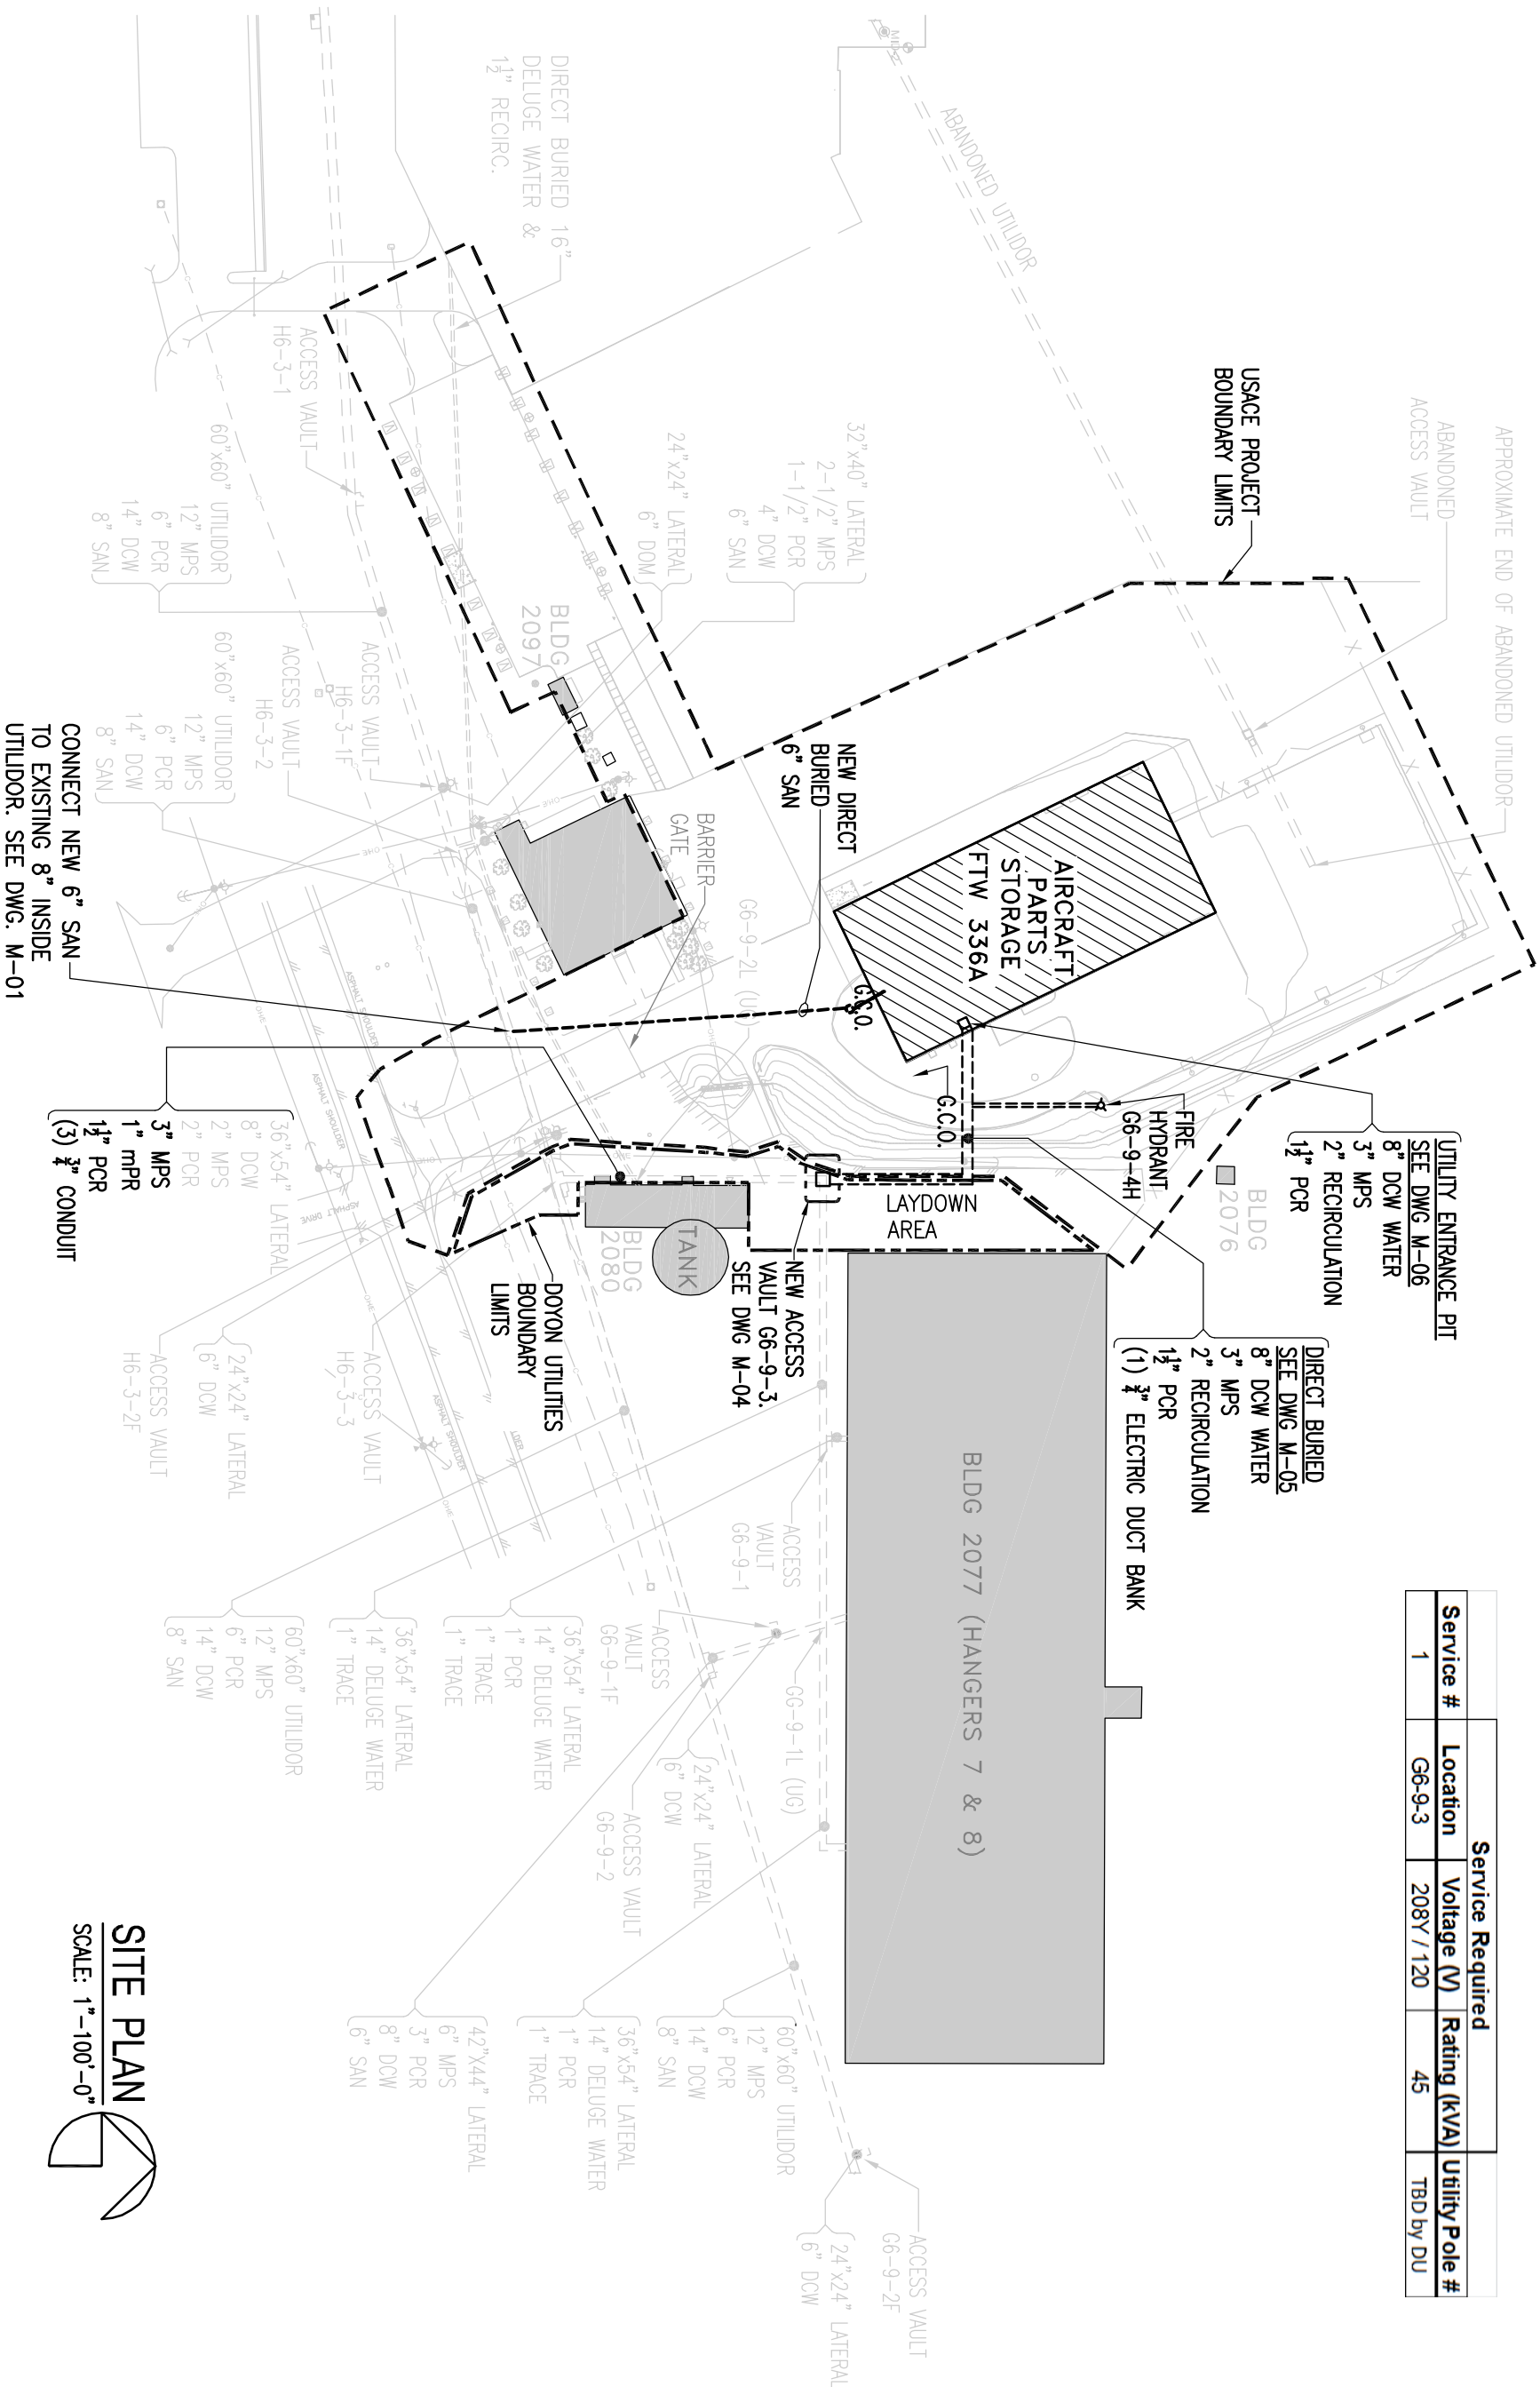 Service Required
Service # Location Voltage (V) Rating (kVA) Utility Pole #
1 G6-9-3 208Y / 120 45 TBD by DU
APPROXIMATE END OF ABANDONED UTILIDOR
ABANDONED
ACCESS VAULT
USACE PROJECT
BOUNDARY LIMITS
ABANDONED UTILIDOR
UTILITY ENTRANCE PIT
SEE DWG M-06
8" DCW WATER
3" MPS
2" RECIRCULATION
1½" PCR
DIRECT BURIED
SEE DWG M-05
8" DCW WATER
3" MPS
2" RECIRCULATION
1½" PCR
(1) ¾" ELECTRIC DUCT BANK
BLDG
2076
FIRE
HYDRANT
G6-9-4H
AIRCRAFT
PARTS
STORAGE
FTW 336A
G.C.O.
G.C.O.
LAYDOWN
AREA
BLDG 2077 (HANGERS 7 & 8)
NEW DIRECT
BURIED
6" SAN
32"x40" LATERAL
2-1/2" MPS
1-1/2" PCR
4" DCW
6" SAN
24"x24" LATERAL
6" DOM
DIRECT BURIED 16"
DELUGE WATER &
1½" RECIRC.
BLDG
2097
BARRIER
GATE
G6-9-2L (UG)
NEW ACCESS
VAULT G6-9-3.
SEE DWG M-04
TANK
BLDG
2080
DOYON UTILITIES
BOUNDARY
LIMITS
ACCESS
VAULT
G6-9-1
GG-9-1L (UG)
ACCESS VAULT
G6-9-2F
24"x24" LATERAL
6" DCW
60"x60" UTILIDOR
12" MPS
6" PCR
14" DCW
8" SAN
24"x24" LATERAL
6" DCW
ACCESS VAULT
G6-9-2
ACCESS
VAULT
G6-9-1F
36"x54" LATERAL
14" DELUGE WATER
1" PCR
1" TRACE
42"X44" LATERAL
6" MPS
3" PCR
8" DCW
6" SAN
36"X54" LATERAL
14" DELUGE WATER
1" PCR
1" TRACE
1" TRACE
36"x54" LATERAL
14" DELUGE WATER
1" TRACE
60"x60" UTILIDOR
12" MPS
6" PCR
14" DCW
8" SAN
ACCESS VAULT
H6-3-3
24"x24" LATERAL
6" DCW
ACCESS VAULT
H6-3-2F
ACCESS VAULT
H6-3-1
60"x60" UTILIDOR
12" MPS
6" PCR
14" DCW
8" SAN
ACCESS VAULT
H6-3-1F
ACCESS VAULT
H6-3-2
60"x60" UTILIDOR
12" MPS
6" PCR
14" DCW
8" SAN
ASPHALT SHOULDER
ASPHALT SHOULDER
ASPHALT DRIVE
ASPHALT SHOULDER
OHE
OHE
OHE
OHE
36"x54" LATERAL
8" DCW
2" MPS
2" PCR
3" MPS
1" mPR
1½" PCR
(3) ¾" CONDUIT
CONNECT NEW 6" SAN
TO EXISTING 8" INSIDE
UTILIDOR. SEE DWG. M-01
SITE PLAN
SCALE: 1"-100'-0"